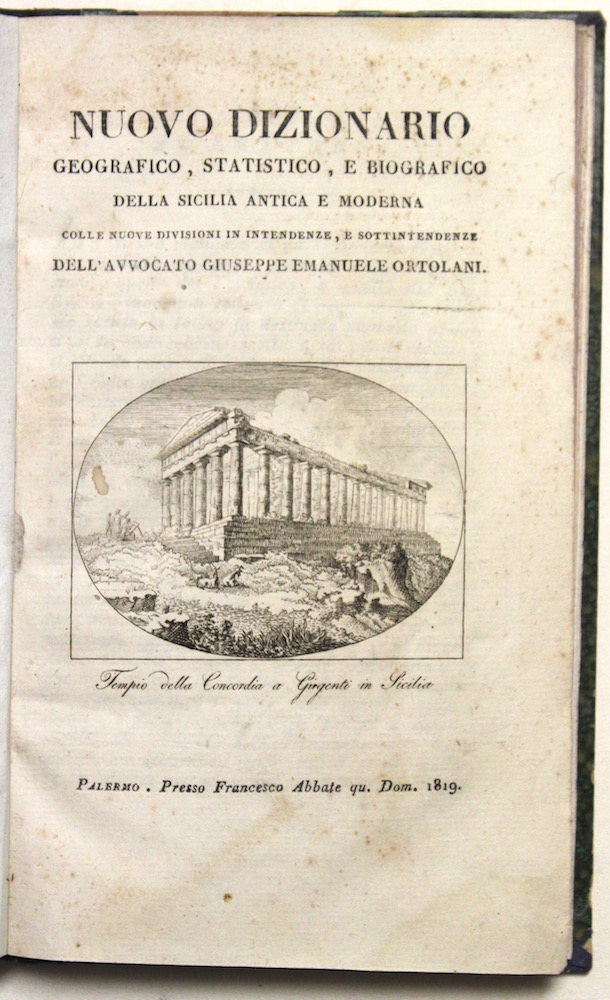 NUOVO DIZIONARIO
GEOGRAFICO, STATISTICO, E BIOGRAFICO
DELLA SICILIA ANTICA E MODERNA
COLLE NUOVE DIVISIONI IN INTENDENZE, E SOTTINTENDENZE
DELL'AVVOCATO GIUSEPPE EMANUELE ORTOLANI.
Tempio della Concordia a Girgenti in Sicilia
PALERMO. Presso Francesco Abbate qu. Dom. 1819.